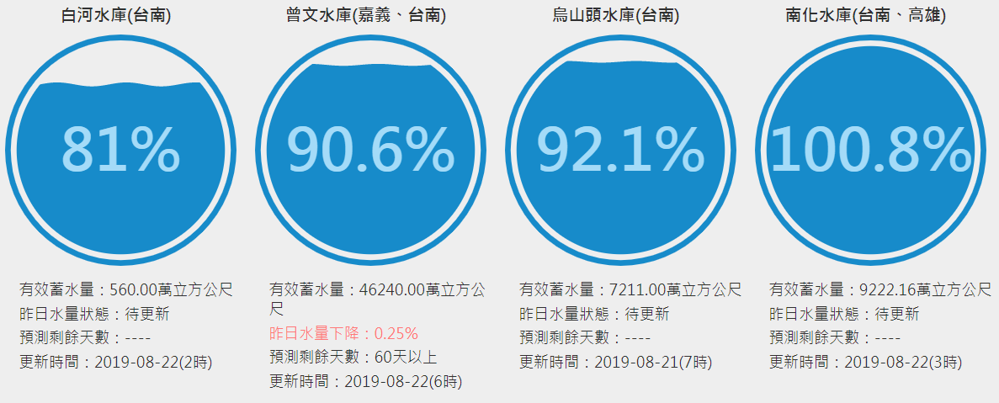 白河水庫(台南)
81%
有效蓄水量：560.00萬立方公尺
昨日水量狀態：待更新
預測剩餘天數：----
更新時間：2019-08-22(2時)
曾文水庫(嘉義、台南)
90.6%
有效蓄水量：46240.00萬立方公
尺
昨日水量下降：0.25%
預測剩餘天數：60天以上
更新時間：2019-08-22(6時)
烏山頭水庫(台南)
92.1%
有效蓄水量：7211.00萬立方公尺
昨日水量狀態：待更新
預測剩餘天數：----
更新時間：2019-08-21(7時)
南化水庫(台南、高雄)
100.8%
有效蓄水量：9222.16萬立方公尺
昨日水量狀態：待更新
預測剩餘天數：----
更新時間：2019-08-22(3時)